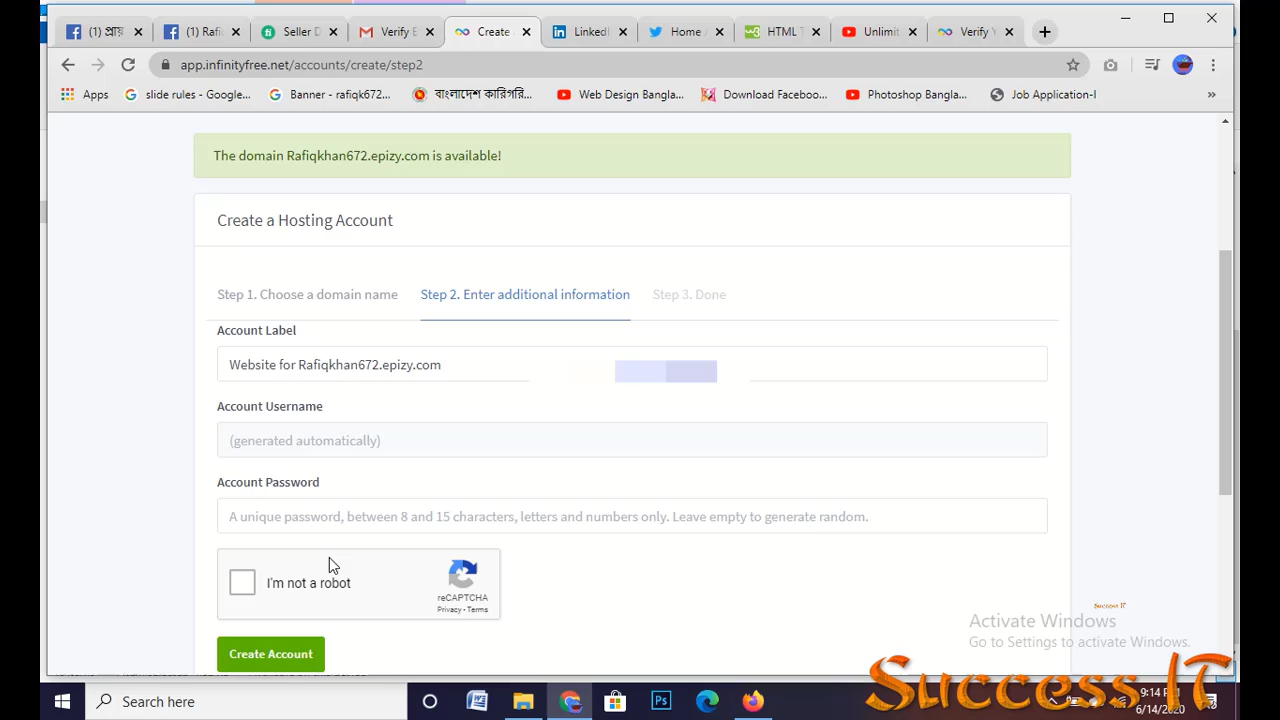 (1) প্রায়
(1) Rafi
Seller D
Verify E
Create
LinkedI
Home /
HTML T
Unlimit
Verify Y
app.infinityfree.net/accounts/create/step2
Apps
slide rules - Google...
Banner - rafiqk672...
বাংলাদেশ কারিগরি...
Web Design Bangla...
Download Faceboo...
Photoshop Bangla...
Job Application-I
»
The domain Rafiqkhan672.epizy.com is available!
Create a Hosting Account
Step 1. Choose a domain name
Step 2. Enter additional information
Step 3. Done
Account Label
Website for Rafiqkhan672.epizy.com
Account Username
(generated automatically)
Account Password
A unique password, between 8 and 15 characters, letters and numbers only. Leave empty to generate random.
I'm not a robot
reCAPTCHA
Privacy - Terms
Create Account
Success IT
Activate Windows
Go to Settings to activate Windows.
Success IT
Search here
9:14 PM
6/14/2020